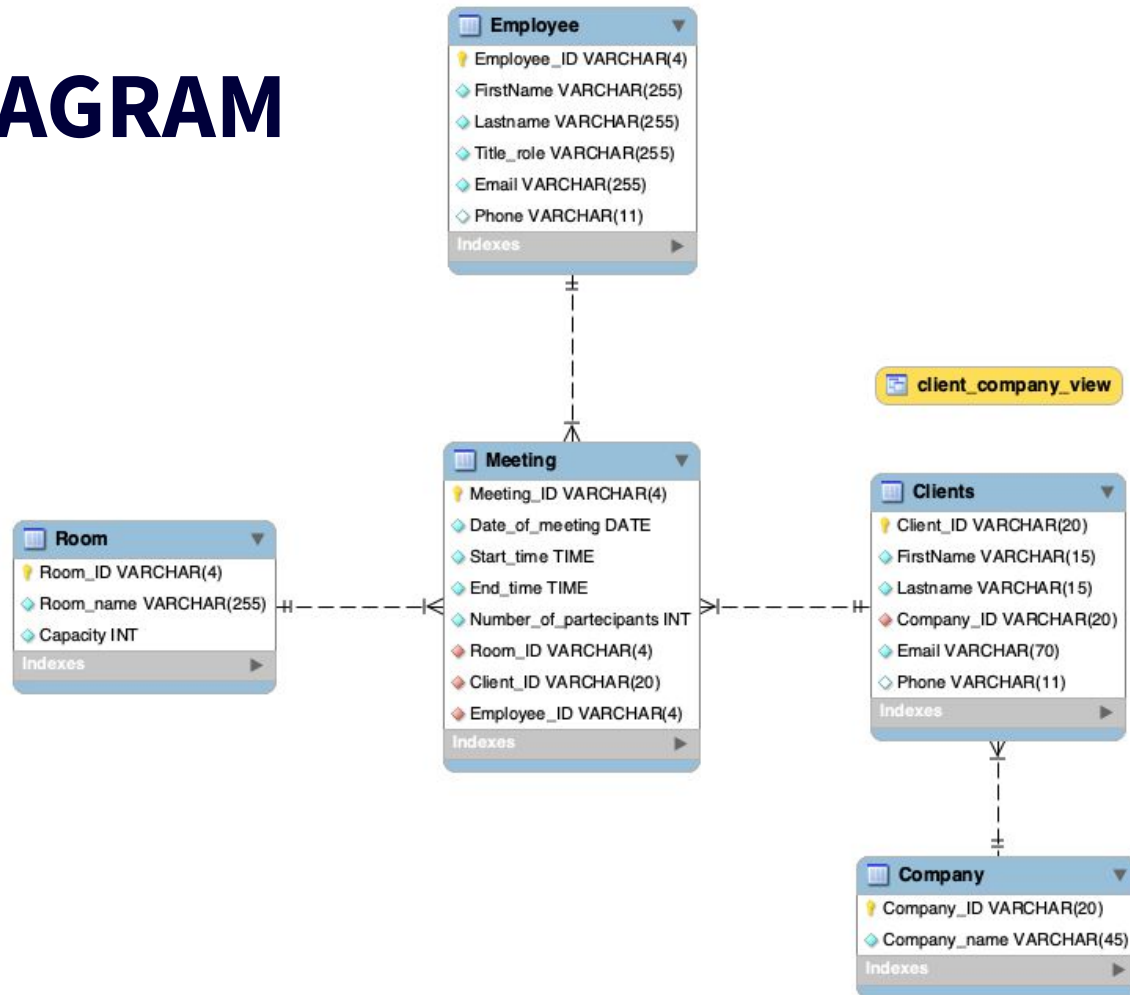 AGRAM
Employee
Employee_ID VARCHAR(4)
FirstName VARCHAR(255)
Lastname VARCHAR(255)
Title_role VARCHAR(255)
Email VARCHAR(255)
Phone VARCHAR(11)
Indexes
client_company_view
Meeting
Meeting_ID VARCHAR(4)
Date_of_meeting DATE
Start_time TIME
End_time TIME
Number_of_partecipants INT
Room_ID VARCHAR(4)
Client_ID VARCHAR(20)
Employee_ID VARCHAR(4)
Indexes
Clients
Client_ID VARCHAR(20)
FirstName VARCHAR(15)
Lastname VARCHAR(15)
Company_ID VARCHAR(20)
Email VARCHAR(70)
Phone VARCHAR(11)
Indexes
Room
Room_ID VARCHAR(4)
Room_name VARCHAR(255)
Capacity INT
Indexes
Company
Company_ID VARCHAR(20)
Company_name VARCHAR(45)
Indexes